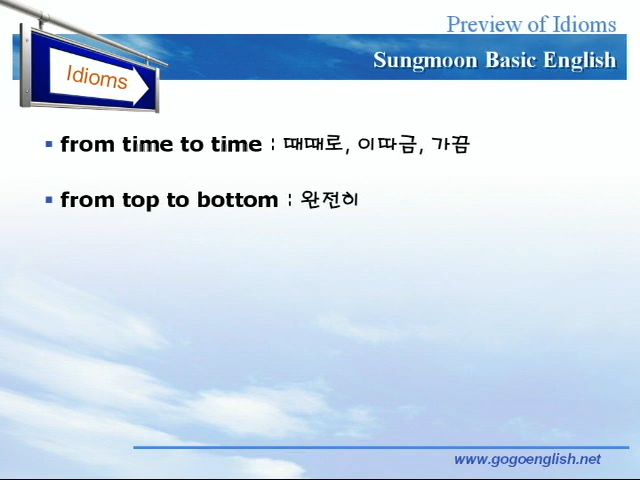 Preview of Idioms
Sungmoon Basic English
Idioms
from time to time : 때때로, 이따금, 가끔
from top to bottom : 완전히
www.gogoenglish.net